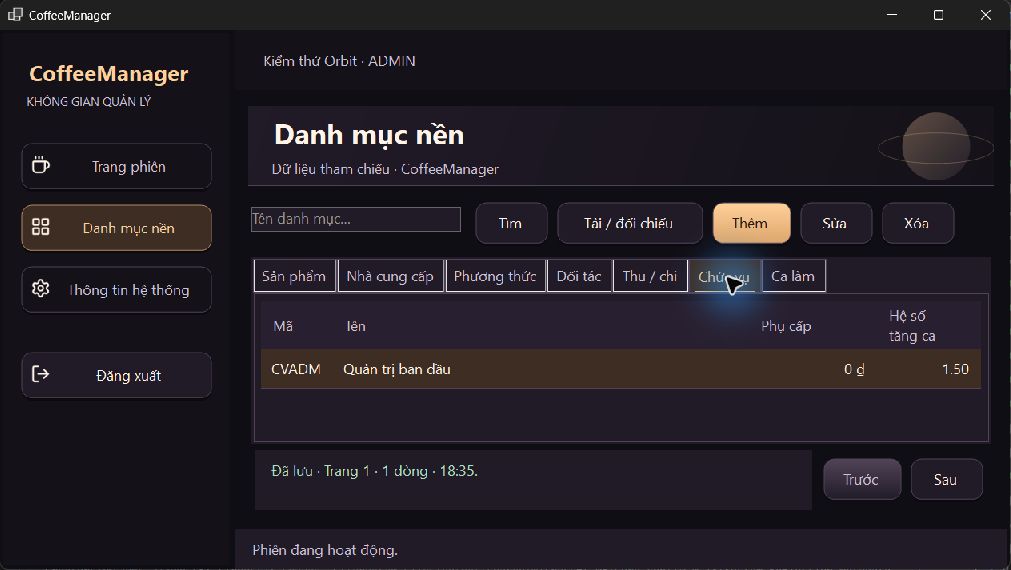 CoffeeManager
CoffeeManager
KHÔNG GIAN QUẢN LÝ
Trang phiên
Danh mục nền
Thông tin hệ thống
Đăng xuất
Kiểm thử Orbit · ADMIN
Danh mục nền
Dữ liệu tham chiếu · CoffeeManager
Tên danh mục...
Tìm
Tải / đối chiếu
Thêm
Sửa
Xóa
Sản phẩm
Nhà cung cấp
Phương thức
Đối tác
Thu / chi
Chức vụ
Ca làm
Mã
Tên
Phụ cấp
Hệ số
tăng ca
CVADM
Quản trị ban đầu
0 ₫
1.50
Đã lưu · Trang 1 · 1 dòng · 18:35.
Trước
Sau
Phiên đang hoạt động.